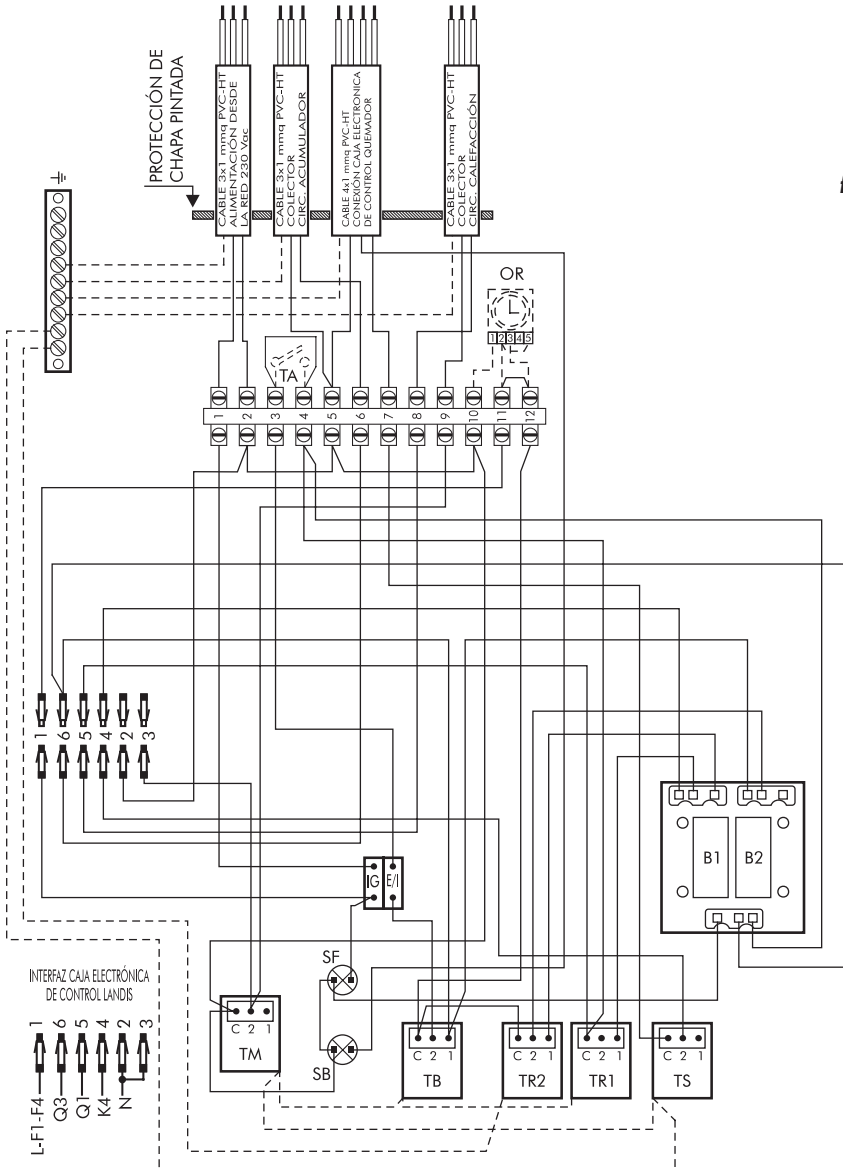 PROTECCIÓN DE
CHAPA PINTADA
CABLE 3x1 mmq PVC-HT
ALIMENTACIÓN DESDE
LA RED 230 Vac
CABLE 3x1 mmq PVC-HT
COLECTOR
CIRC. ACUMULADOR
CABLE 4x1 mmq PVC-HT
CONEXIÓN CAJA ELECTRONICA
DE CONTROL QUEMADOR
CABLE 3x1 mmq PVC-HT
COLECTOR
CIRC. CALEFACCIÓN
OR
1 2 3 4 5
TA
1 2 3 4 5 6 7 8 9 10 11 12
1 6 5 4 2 3
B1 B2
IG E/I
SF
SB
C 2 1
TM
C 2 1
TB
C 2 1
TR2
C 2 1
TR1
C 2 1
TS
INTERFAZ CAJA ELECTRÓNICA
DE CONTROL LANDIS
1 6 5 4 2 3
L-F1-F4 Q3 Q1 K4 N